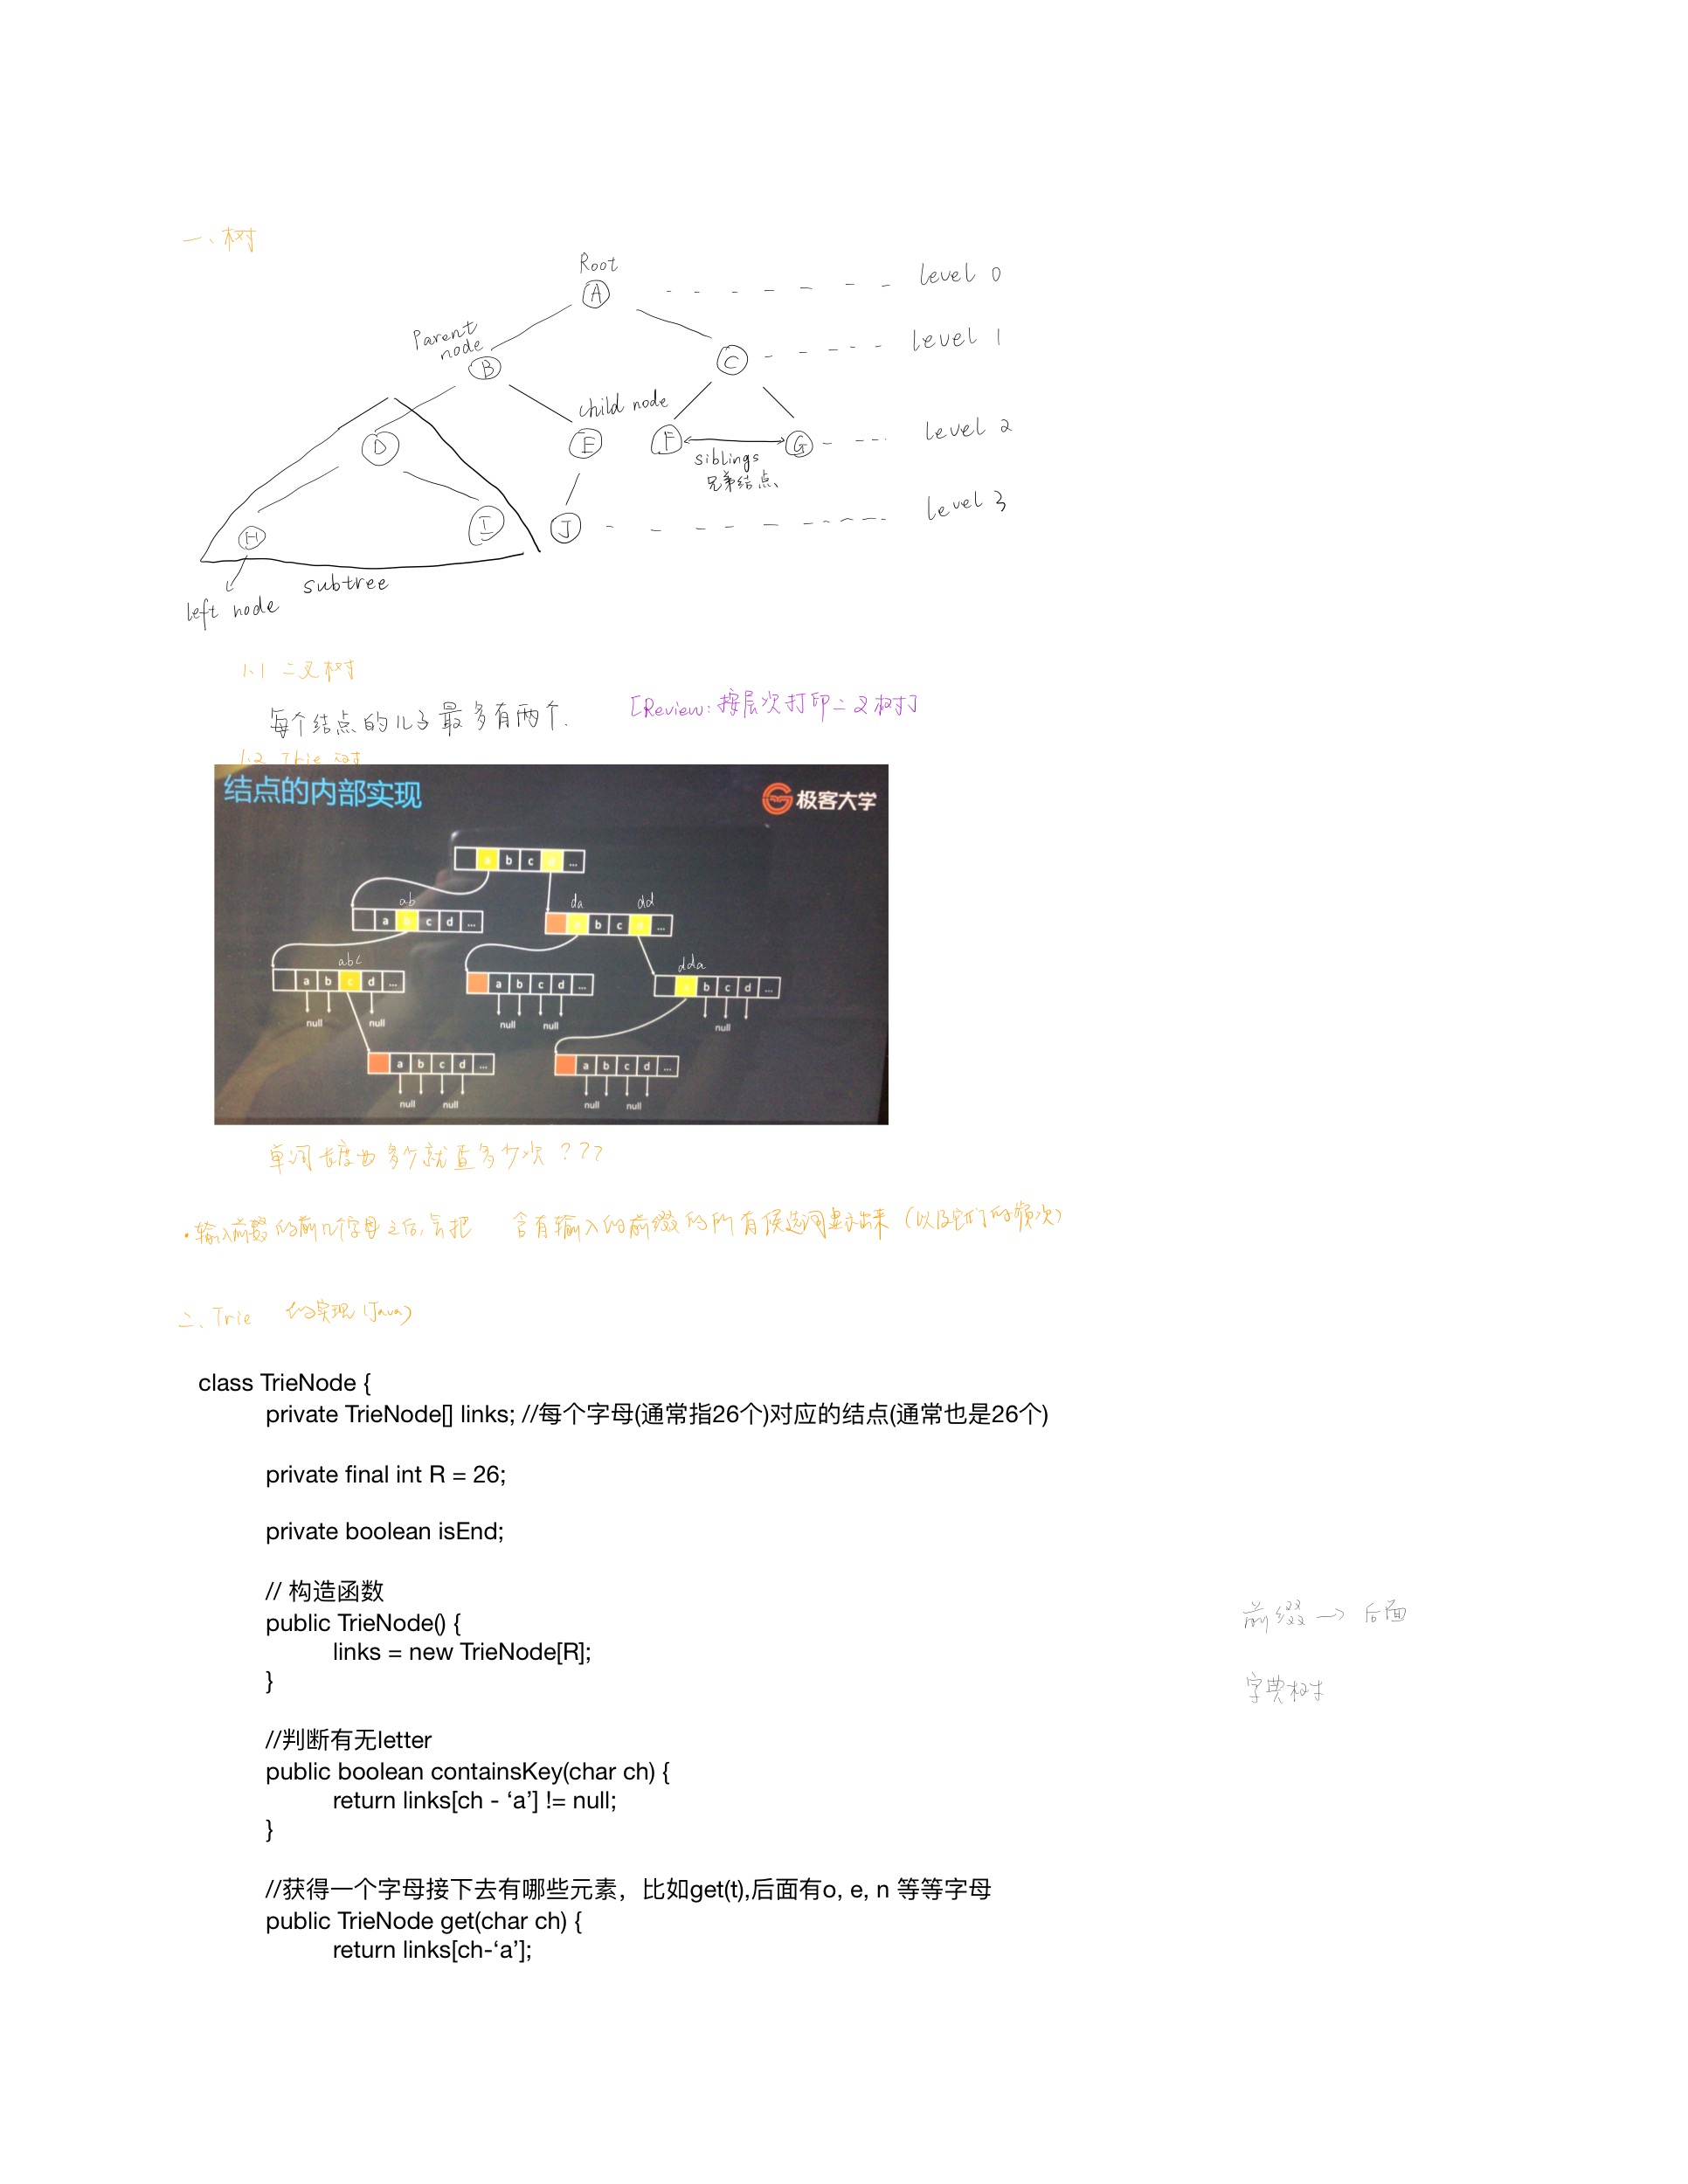 一、树
Root
A
level 0
Parent
node
B
C
level 1
child node
D
E
F
G
level 2
siblings
兄弟结点
H
I
J
level 3
subtree
left node
1.1 二叉树
每个结点的儿子最多有两个.
[Review: 按层次打印二叉树]
1.2 Trie 树
结点的内部实现
极客大学
a b c d ...
ab
da
dd
a b c d ...
a b c d ...
abc
dda
a b c d ...
a b c d ...
a b c d ...
null null
null null
null
a b c d ...
a b c d ...
null null
null null
单词长度由多少就查多少次 ???
·输入前缀的前几个字母之后,会把 含有输入的前缀的所有候选词显示出来 (以及它们的频次)
二、Trie 的实现 (Java)
class TrieNode {
private TrieNode[] links; //每个字母(通常指26个)对应的结点(通常也是26个)
private final int R = 26;
private boolean isEnd;
// 构造函数
前缀 → 后面
public TrieNode() {
links = new TrieNode[R];
}
字典树
//判断有无letter
public boolean containsKey(char ch) {
return links[ch - ‘a’] != null;
}
//获得一个字母接下去有哪些元素，比如get(t),后面有o, e, n 等等字母
public TrieNode get(char ch) {
return links[ch-‘a’];